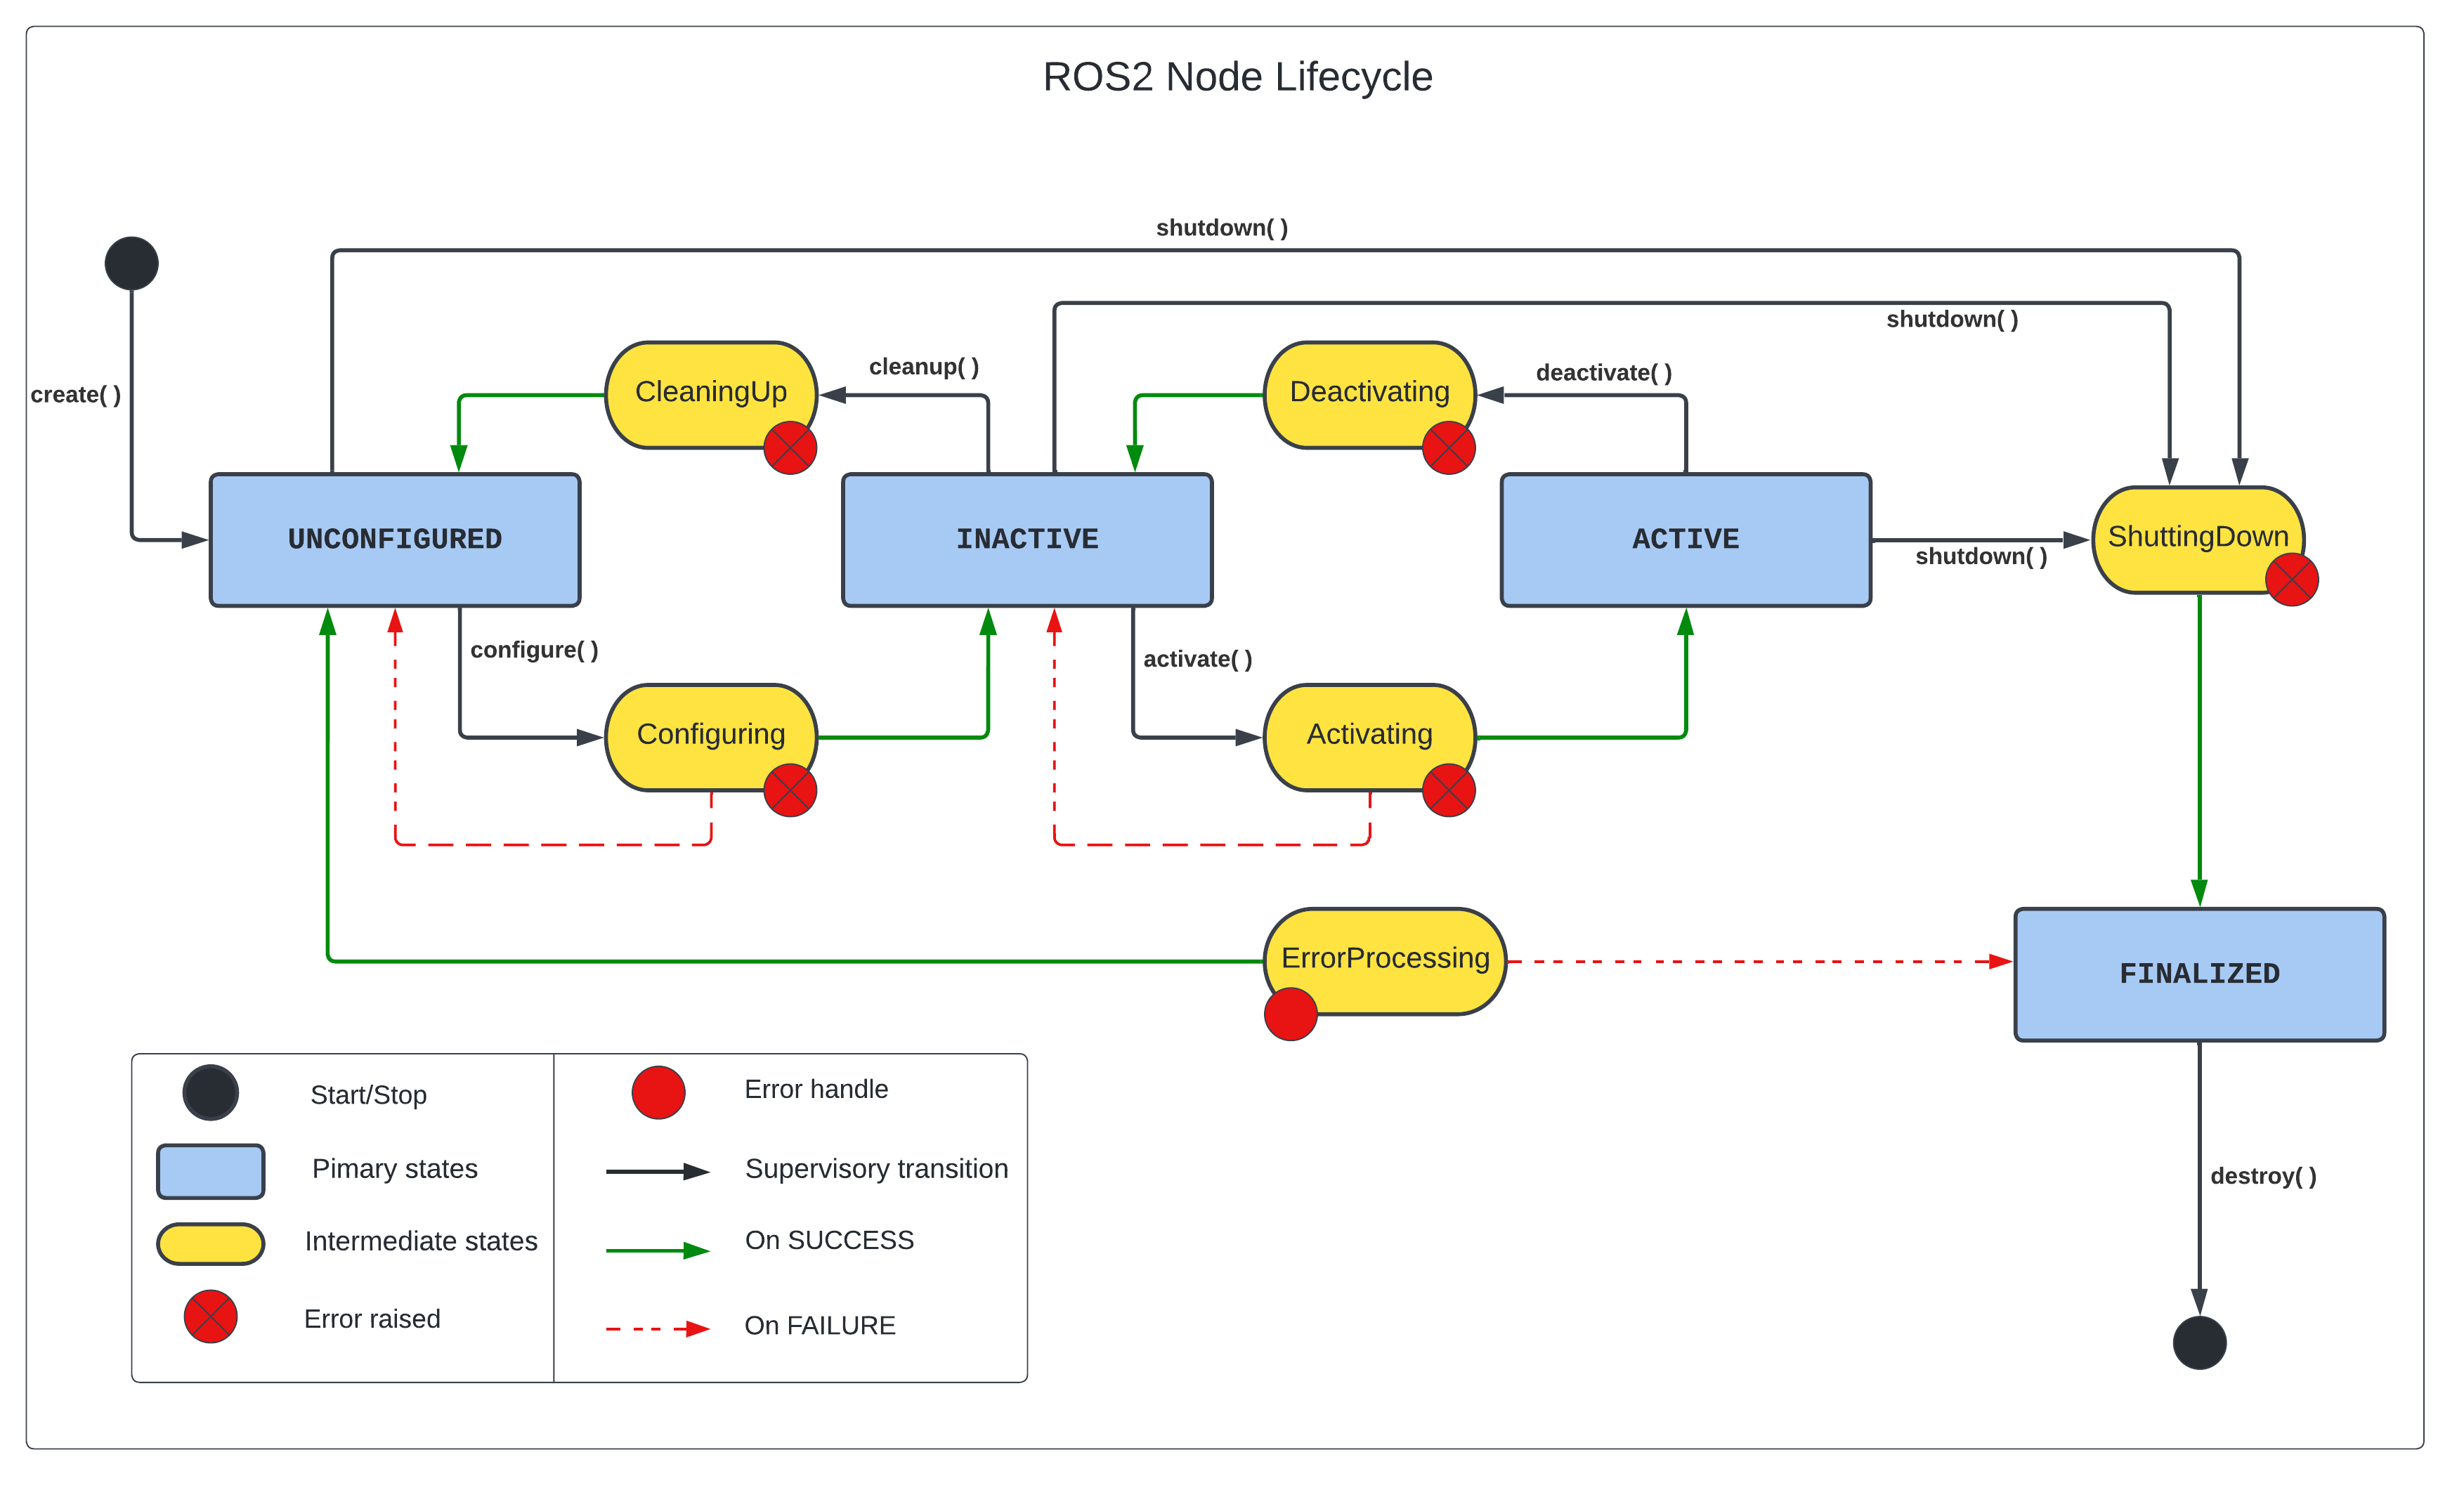 ROS2 Node Lifecycle
shutdown( )
shutdown( )
create( )
CleaningUp
cleanup( )
Deactivating
deactivate( )
UNCONFIGURED
INACTIVE
ACTIVE
shutdown( )
ShuttingDown
configure( )
activate( )
Configuring
Activating
ErrorProcessing
FINALIZED
destroy( )
Start/Stop
Pimary states
Intermediate states
Error raised
Error handle
Supervisory transition
On SUCCESS
On FAILURE